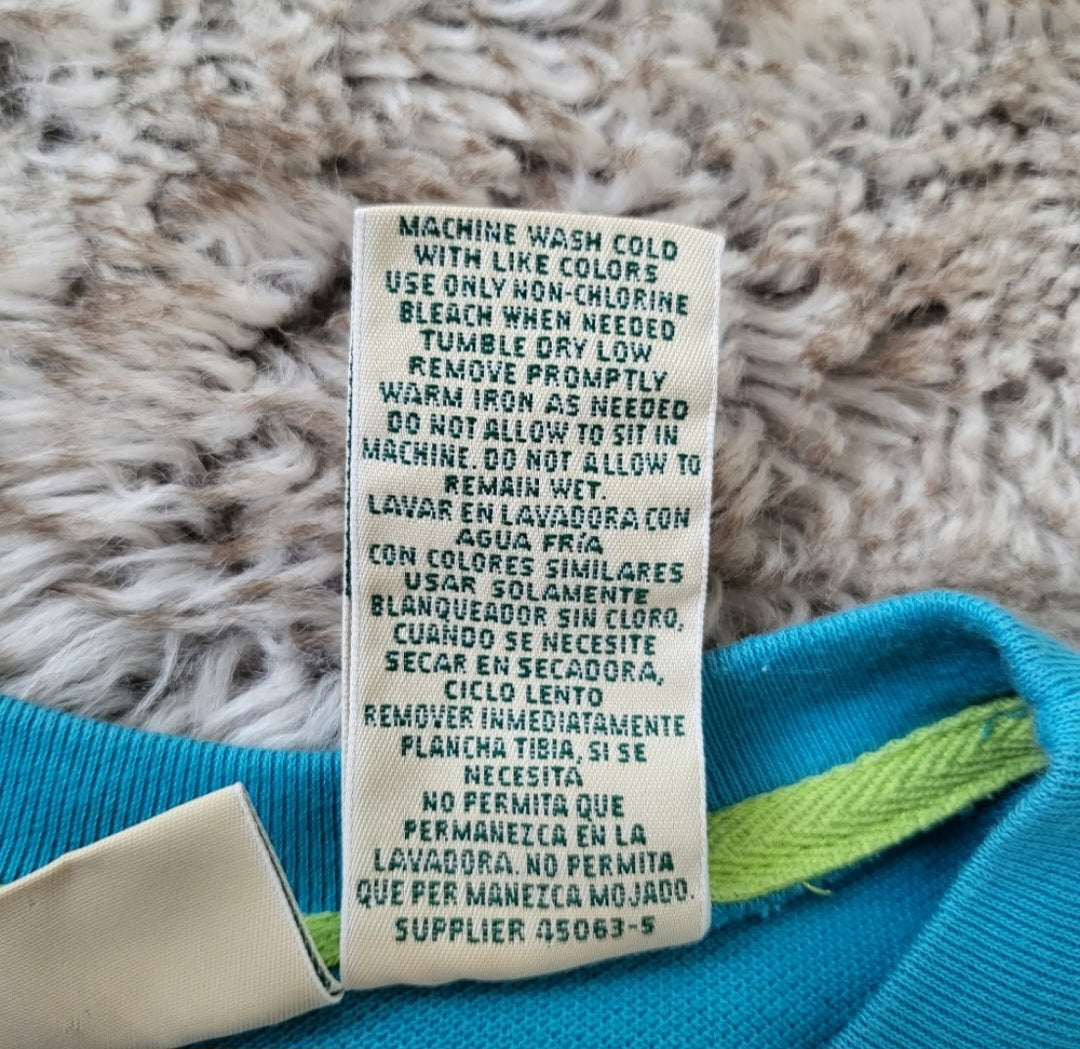 MACHINE WASH COLD
WITH LIKE COLORS
USE ONLY NON-CHLORINE
BLEACH WHEN NEEDED
TUMBLE DRY LOW
REMOVE PROMPTLY
WARM IRON AS NEEDED
DO NOT ALLOW TO SIT IN
MACHINE. DO NOT ALLOW TO
REMAIN WET.
LAVAR EN LAVADORA CON
AGUA FRÍA
CON COLORES SIMILARES
USAR SOLAMENTE
BLANQUEADOR SIN CLORO,
CUANDO SE NECESITE
SECAR EN SECADORA,
CICLO LENTO
REMOVER INMEDIATAMENTE
PLANCHA TIBIA, SI SE
NECESITA
NO PERMITA QUE
PERMANEZCA EN LA
LAVADORA. NO PERMITA
QUE PERMANEZCA MOJADO.
SUPPLIER 45063-5